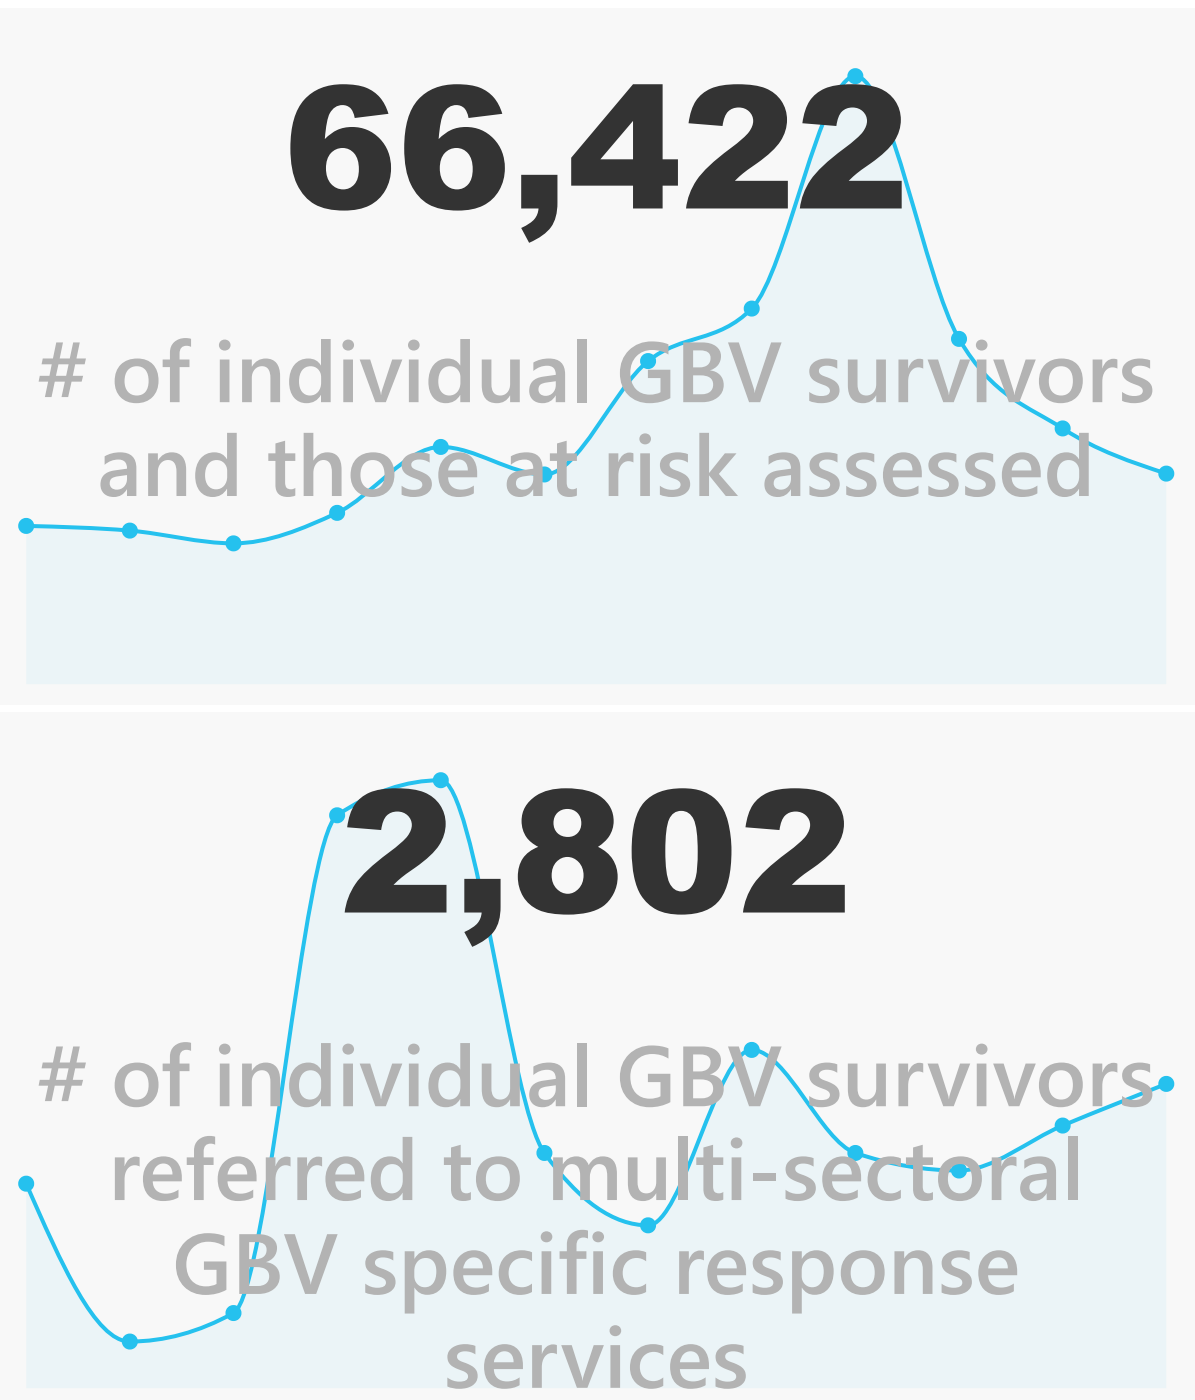 66,422
# of individual GBV survivors
and those at risk assessed
2,802
# of individual GBV survivors
referred to multi-sectoral
GBV specific response
services